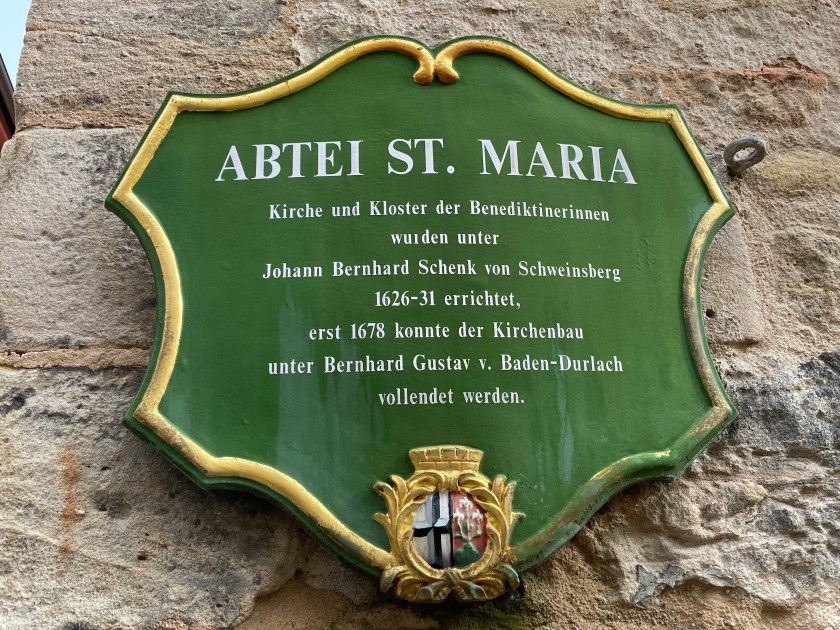 ABTEI ST. MARIA
Kirche und Kloster der Benediktinerinnen
wurden unter
Johann Bernhard Schenk von Schweinsberg
1626-31 errichtet,
erst 1678 konnte der Kirchenbau
unter Bernhard Gustav v. Baden-Durlach
vollendet werden.